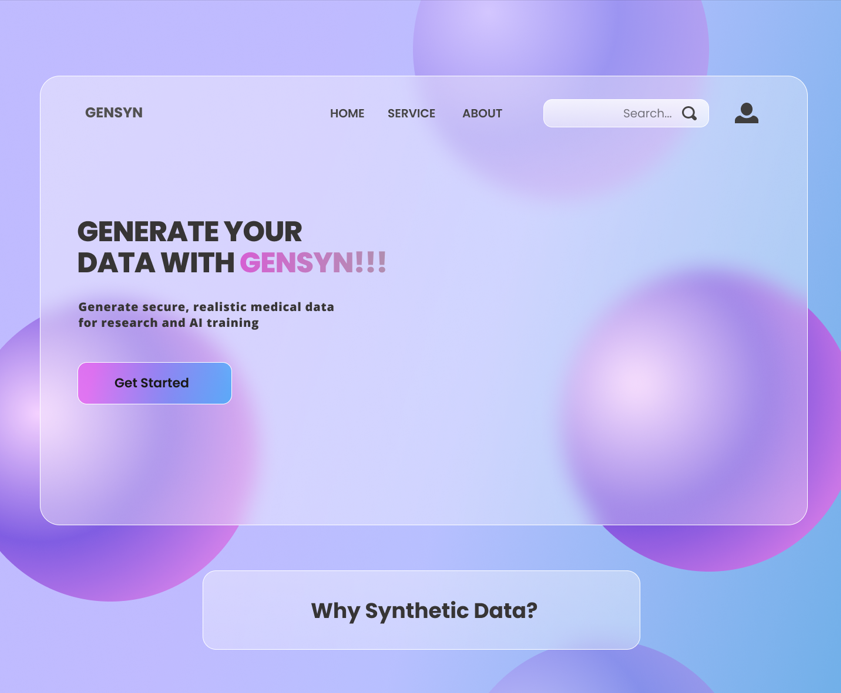 GENSYN
HOME SERVICE ABOUT Search...
GENERATE YOUR
DATA WITH GENSYN!!!
Generate secure, realistic medical data
for research and AI training
Get Started
Why Synthetic Data?